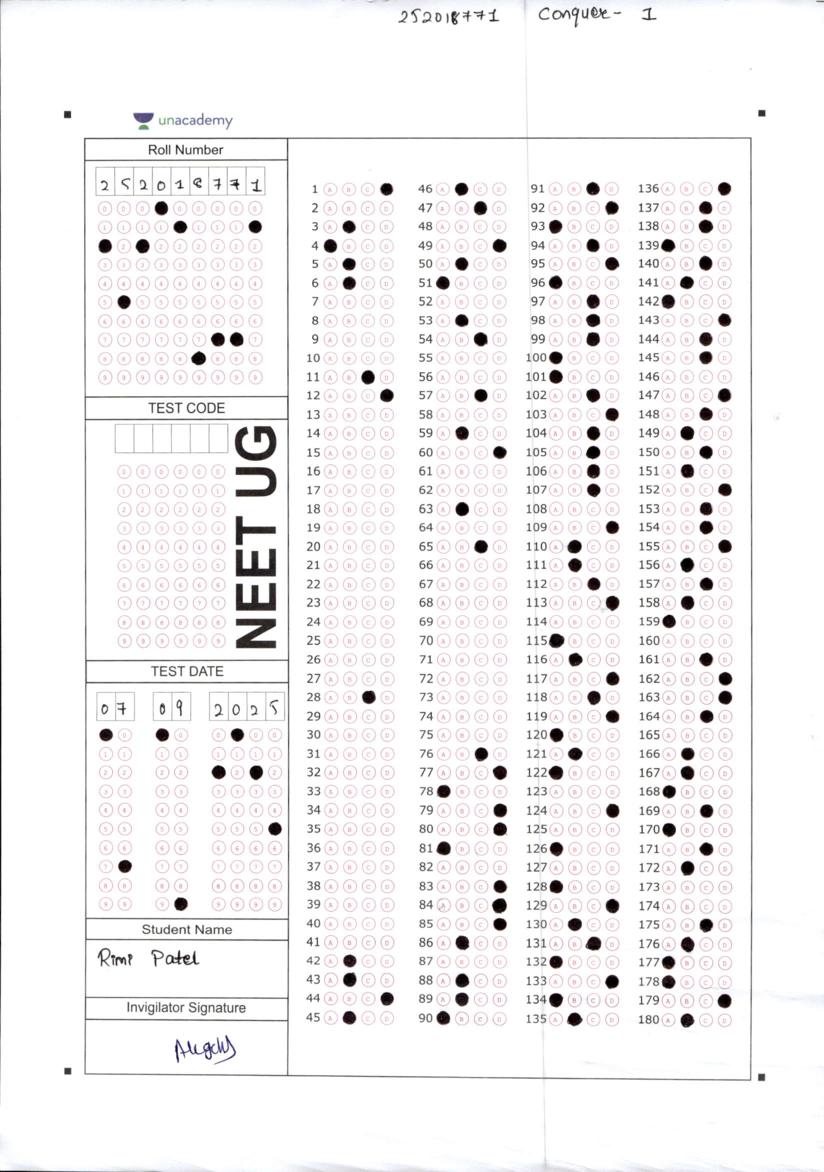 252018771 Conquer- 1
unacademy
Roll Number
2 5 2 0 1 8 7 7 1
TEST CODE
NEET UG
TEST DATE
0 7 0 9 2 0 2 5
Student Name
Rimi Patel
Invigilator Signature
1 A B C 46 A C D 91 A B D 136 A B C
2 A B C D 47 A B D 92 A B C 137 A B D
3 A C D 48 A B C D 93 B C D 138 A B D
4 B C D 49 A B C 94 A B D 139 B C D
5 A C D 50 A C D 95 A B C 140 A B D
6 A C D 51 B C D 96 B C D 141 A C D
7 A B C D 52 A B C D 97 A B D 142 B C D
8 A B C D 53 A C D 98 A B D 143 A B C
9 A B C D 54 A B D 99 A B D 144 A B D
10 A B C D 55 A B C D 100 B C D 145 A B D
11 A B D 56 A B C D 101 B C D 146 A B C D
12 A B C 57 A B D 102 A B D 147 A B C
13 A B C D 58 A B C D 103 A B C 148 A B D
14 A B C D 59 A C D 104 A B D 149 A C D
15 A B C D 60 A B C 105 A B D 150 A B D
16 A B C D 61 A B C D 106 A B D 151 A C D
17 A B C D 62 A B C D 107 A B D 152 A B C
18 A B C D 63 A C D 108 A B C D 153 A B D
19 A B C D 64 A B C D 109 A B C 154 A B D
20 A B C D 65 A B D 110 A C D 155 A B C
21 A B C D 66 A B C D 111 A C D 156 A C D
22 A B C D 67 A B C D 112 A B D 157 A B D
23 A B C D 68 A B C D 113 A B C 158 A C D
24 A B C D 69 A B C D 114 A B C D 159 B C D
25 A B C D 70 A B C D 115 B C D 160 A B C D
26 A B C D 71 A B C D 116 A C D 161 A B D
27 A B C D 72 A B C D 117 A B C 162 A B C
28 A B D 73 A B C D 118 A B D 163 A B C
29 A B C D 74 A B C D 119 A B C 164 A B D
30 A B C D 75 A B C D 120 B C D 165 A B C D
31 A B C D 76 A B D 121 A C D 166 A C D
32 A B C D 77 A B C 122 B C D 167 A C D
33 A B C D 78 B C D 123 A B C D 168 B C D
34 A B C D 79 A B C 124 A B C 169 A B D
35 A B C D 80 A B C 125 A B C D 170 B C D
36 A B C D 81 B C D 126 B C D 171 A B D
37 A B C D 82 A B C D 127 A B C D 172 A C D
38 A B C D 83 A B C 128 B C D 173 A B C D
39 A B C D 84 A B C 129 A B C 174 A B C D
40 A B C D 85 A B C 130 A C D 175 A B D
41 A B C D 86 A C D 131 A B D 176 A C D
42 A C D 87 A B C D 132 B C D 177 B C D
43 A C D 88 A C D 133 A B C 178 B C D
44 A B C 89 A C D 134 B C D 179 A B C
45 A C D 90 B C D 135 A C D 180 A C D